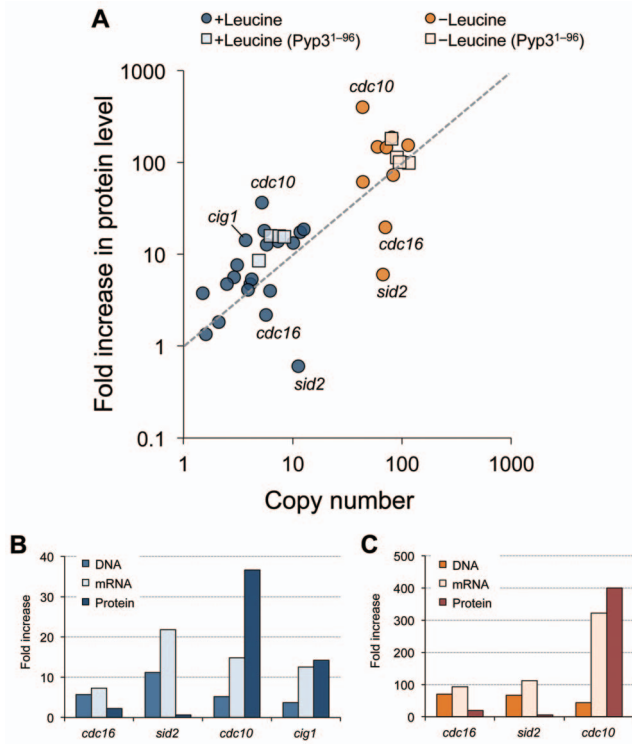 A
+Leucine
−Leucine
+Leucine (Pyp3¹⁻⁹⁶)
−Leucine (Pyp3¹⁻⁹⁶)
Fold increase in protein level
1000
100
10
1
0.1
cdc10
cdc10
cig1
cdc16
cdc16
sid2
sid2
1
10
100
1000
Copy number
B
Fold increase
40
30
20
10
0
DNA
mRNA
Protein
cdc16
sid2
cdc10
cig1
C
Fold increase
500
400
300
200
100
0
DNA
mRNA
Protein
cdc16
sid2
cdc10